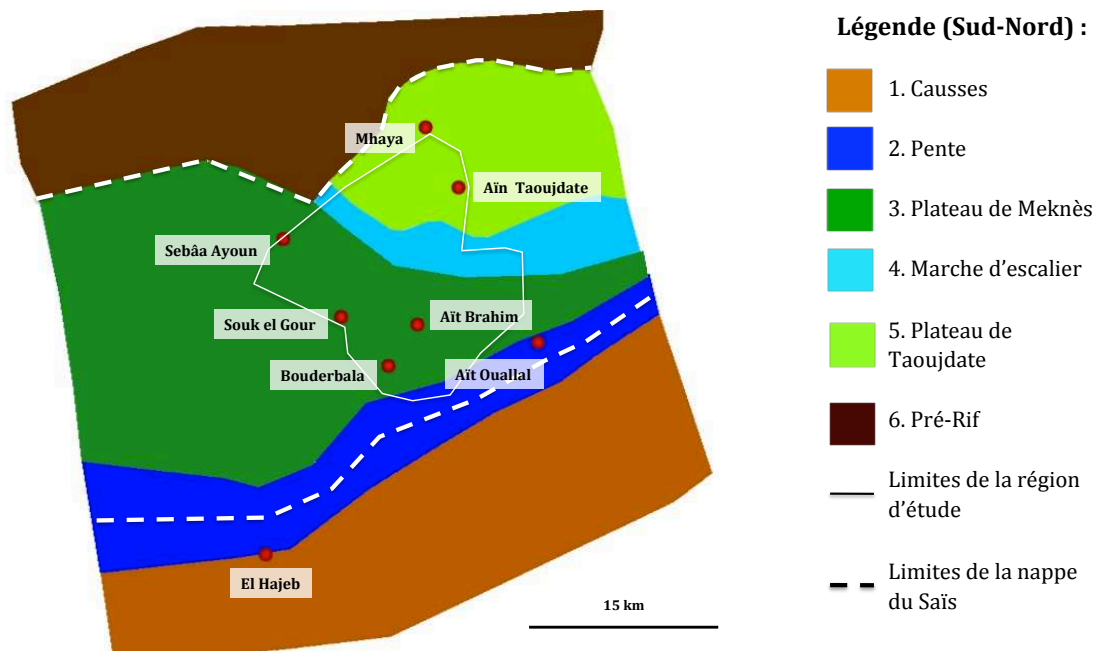 Mhaya
Aïn Taoujdate
Sebâa Ayoun
Souk el Gour
Aït Brahim
Bouderbala
Aït Ouallal
El Hajeb
15 km
Légende (Sud-Nord) :
1. Causses
2. Pente
3. Plateau de Meknès
4. Marche d’escalier
5. Plateau de
Taoujdate
6. Pré-Rif
Limites de la région
d’étude
Limites de la nappe
du Saïs